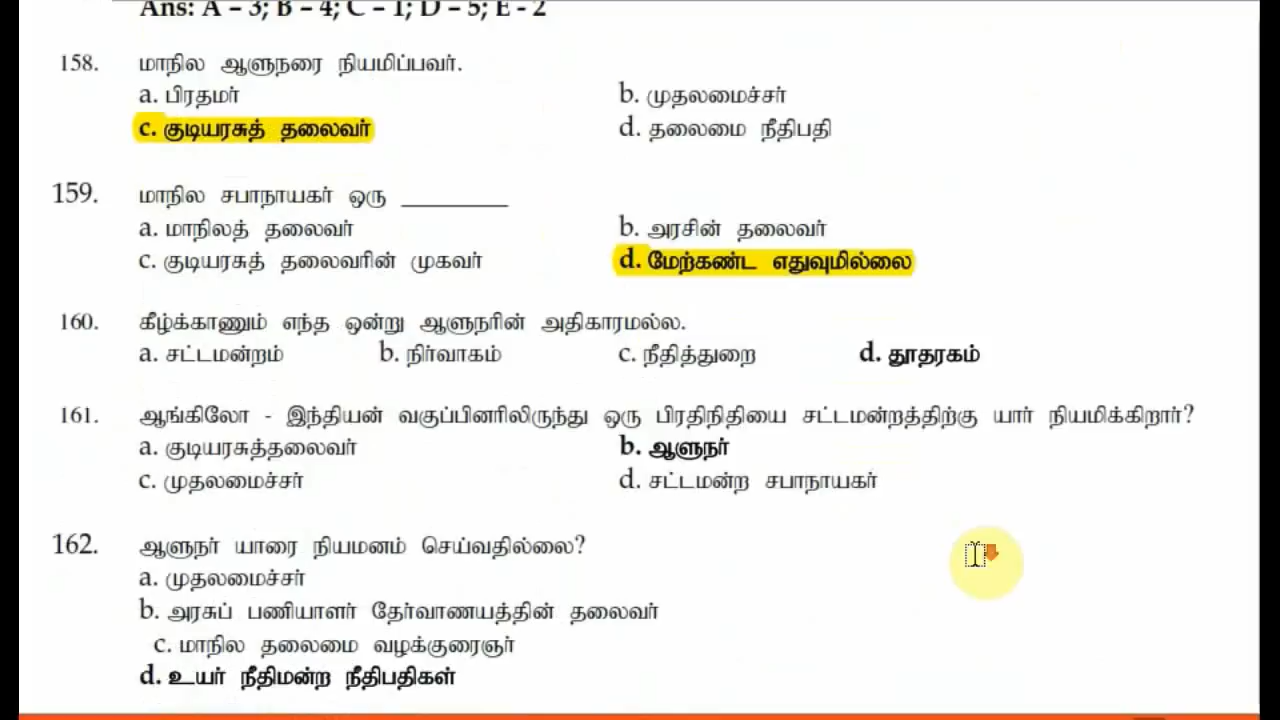 Ans: A – 3; B – 4; C – 1; D – 5; E - 2
158. மாநில ஆளுநரை நியமிப்பவர்.
a. பிரதமர் b. முதலமைச்சர்
c. குடியரசுத் தலைவர் d. தலைமை நீதிபதி
159. மாநில சபாநாயகர் ஒரு ________
a. மாநிலத் தலைவர் b. அரசின் தலைவர்
c. குடியரசுத் தலைவரின் முகவர் d. மேற்கண்ட எதுவுமில்லை
160. கீழ்க்காணும் எந்த ஒன்று ஆளுநரின் அதிகாரமல்ல.
a. சட்டமன்றம் b. நிர்வாகம் c. நீதித்துறை d. தூதரகம்
161. ஆங்கிலோ - இந்தியன் வகுப்பினரிலிருந்து ஒரு பிரதிநிதியை சட்டமன்றத்திற்கு யார் நியமிக்கிறார்?
a. குடியரசுத்தலைவர் b. ஆளுநர்
c. முதலமைச்சர் d. சட்டமன்ற சபாநாயகர்
162. ஆளுநர் யாரை நியமனம் செய்வதில்லை?
a. முதலமைச்சர்
b. அரசுப் பணியாளர் தேர்வாணயத்தின் தலைவர்
c. மாநில தலைமை வழக்குரைஞர்
d. உயர் நீதிமன்ற நீதிபதிகள்